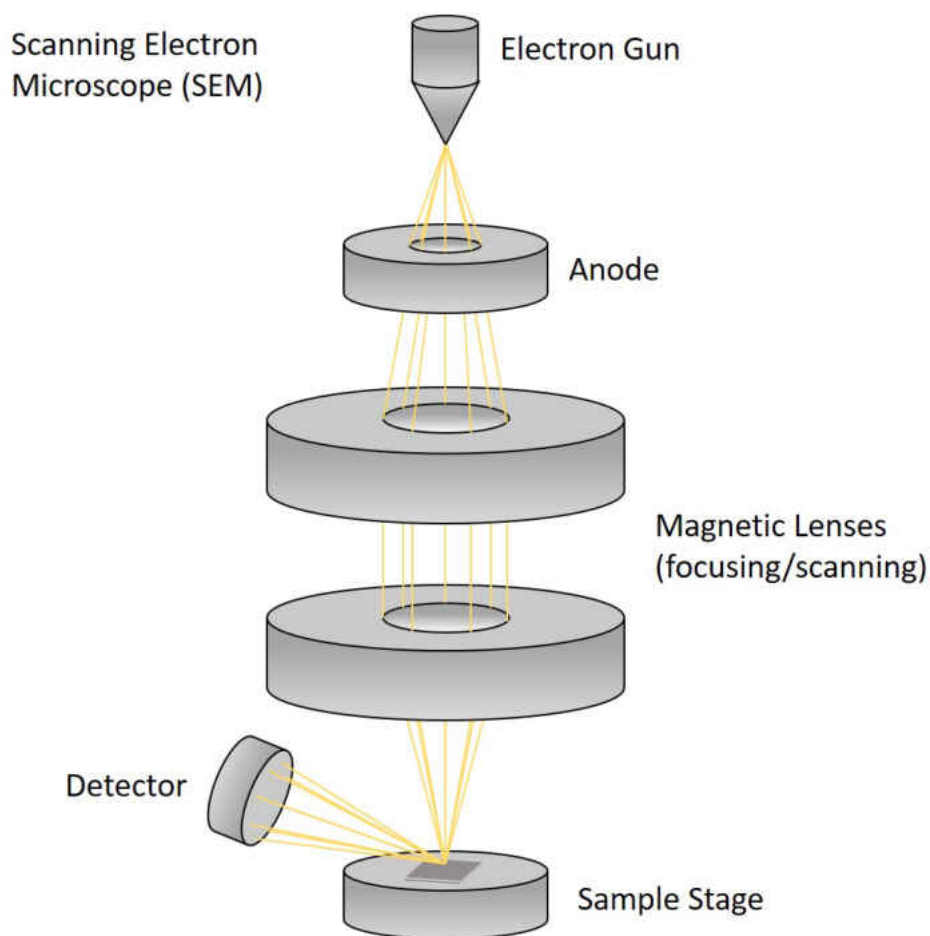 Scanning Electron
Microscope (SEM)
Electron Gun
Anode
Magnetic Lenses
(focusing/scanning)
Detector
Sample Stage